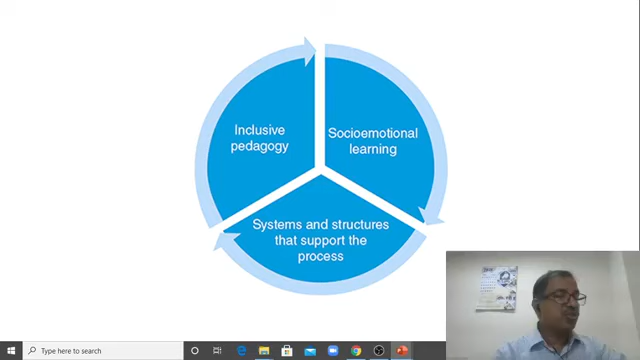 Inclusive
pedagogy
Socioemotional
learning
Systems and structures
that support the
process
Type here to search